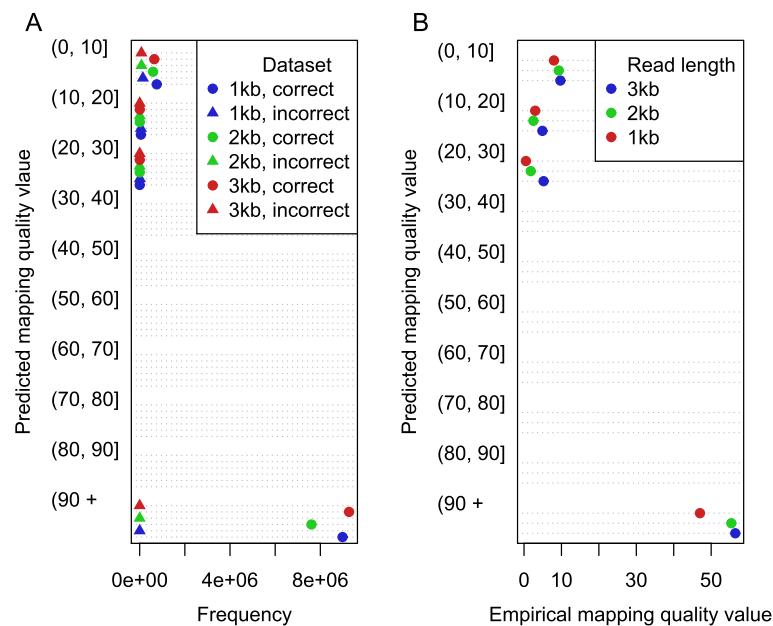 A
Predicted mapping quality vlaue
(0, 10]
(10, 20]
(20, 30]
(30, 40]
(40, 50]
(50, 60]
(60, 70]
(70, 80]
(80, 90]
(90 +
Dataset
1kb, correct
1kb, incorrect
2kb, correct
2kb, incorrect
3kb, correct
3kb, incorrect
0e+00
4e+06
8e+06
Frequency
B
Predicted mapping quality value
(0, 10]
(10, 20]
(20, 30]
(30, 40]
(40, 50]
(50, 60]
(60, 70]
(70, 80]
(80, 90]
(90 +
Read length
3kb
2kb
1kb
0
10
30
50
Empirical mapping quality value